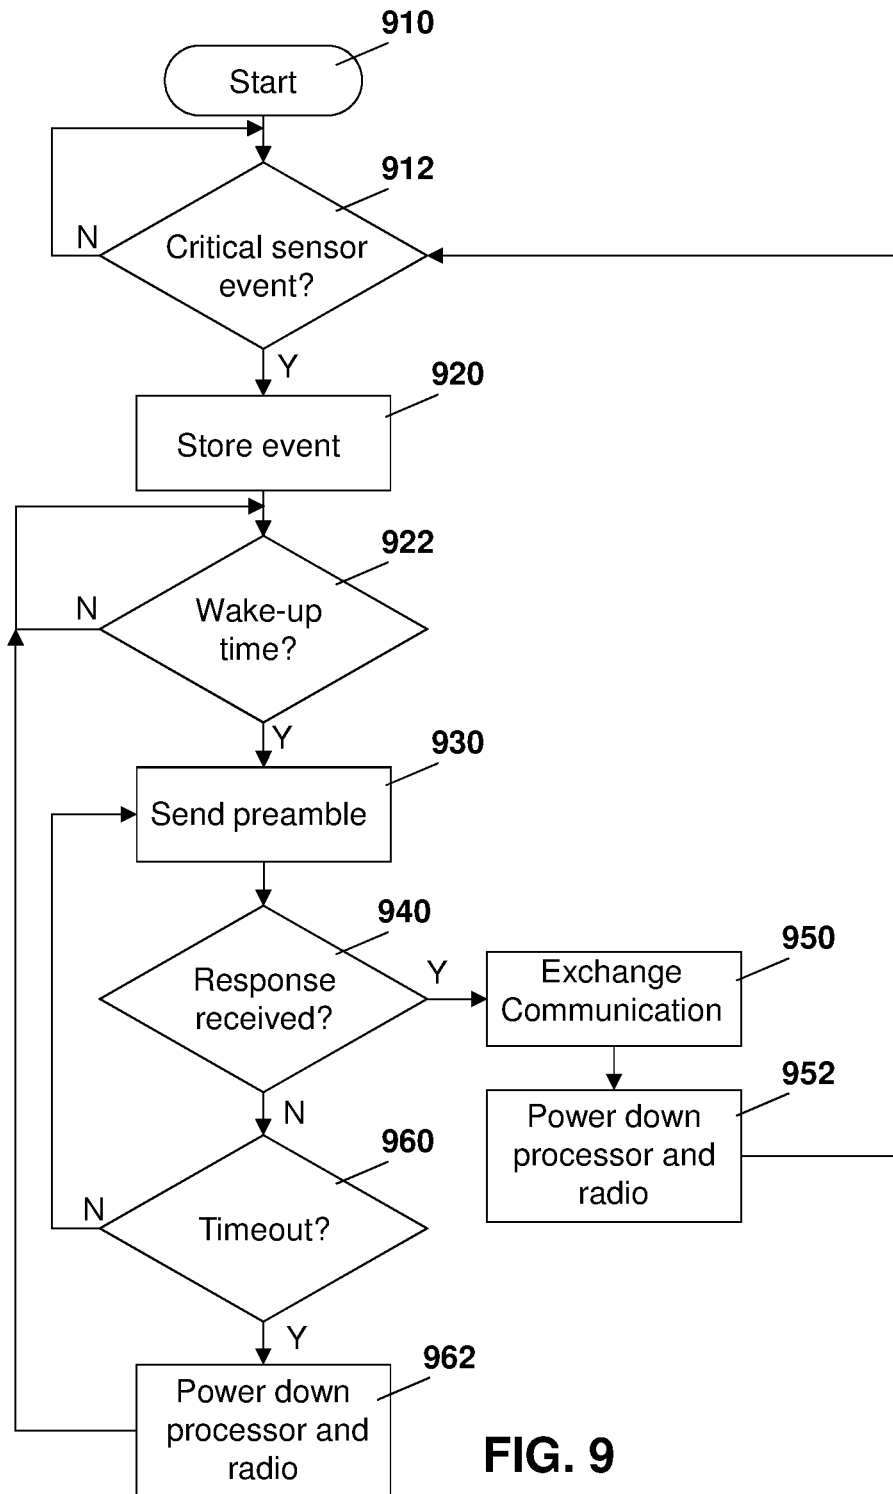 910
Start
912
N
Critical sensor
event?
Y
920
Store event
922
N
Wake-up
time?
Y
930
Send preamble
940
Response
received?
Y
950
Exchange
Communication
N
952
Power down
processor and
radio
960
N
Timeout?
Y
962
Power down
processor and
radio
FIG. 9